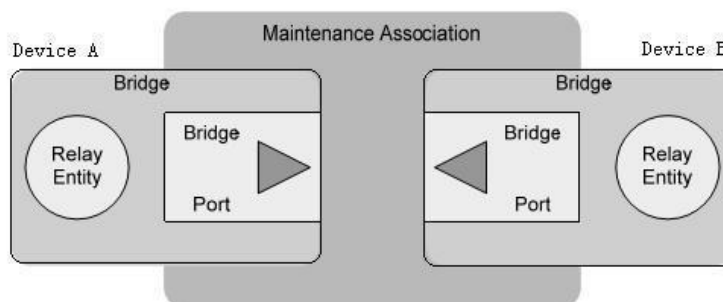 Maintenance Association
Device A
Device B
Bridge
Bridge
Relay
Entity
Bridge
Port
Bridge
Port
Relay
Entity